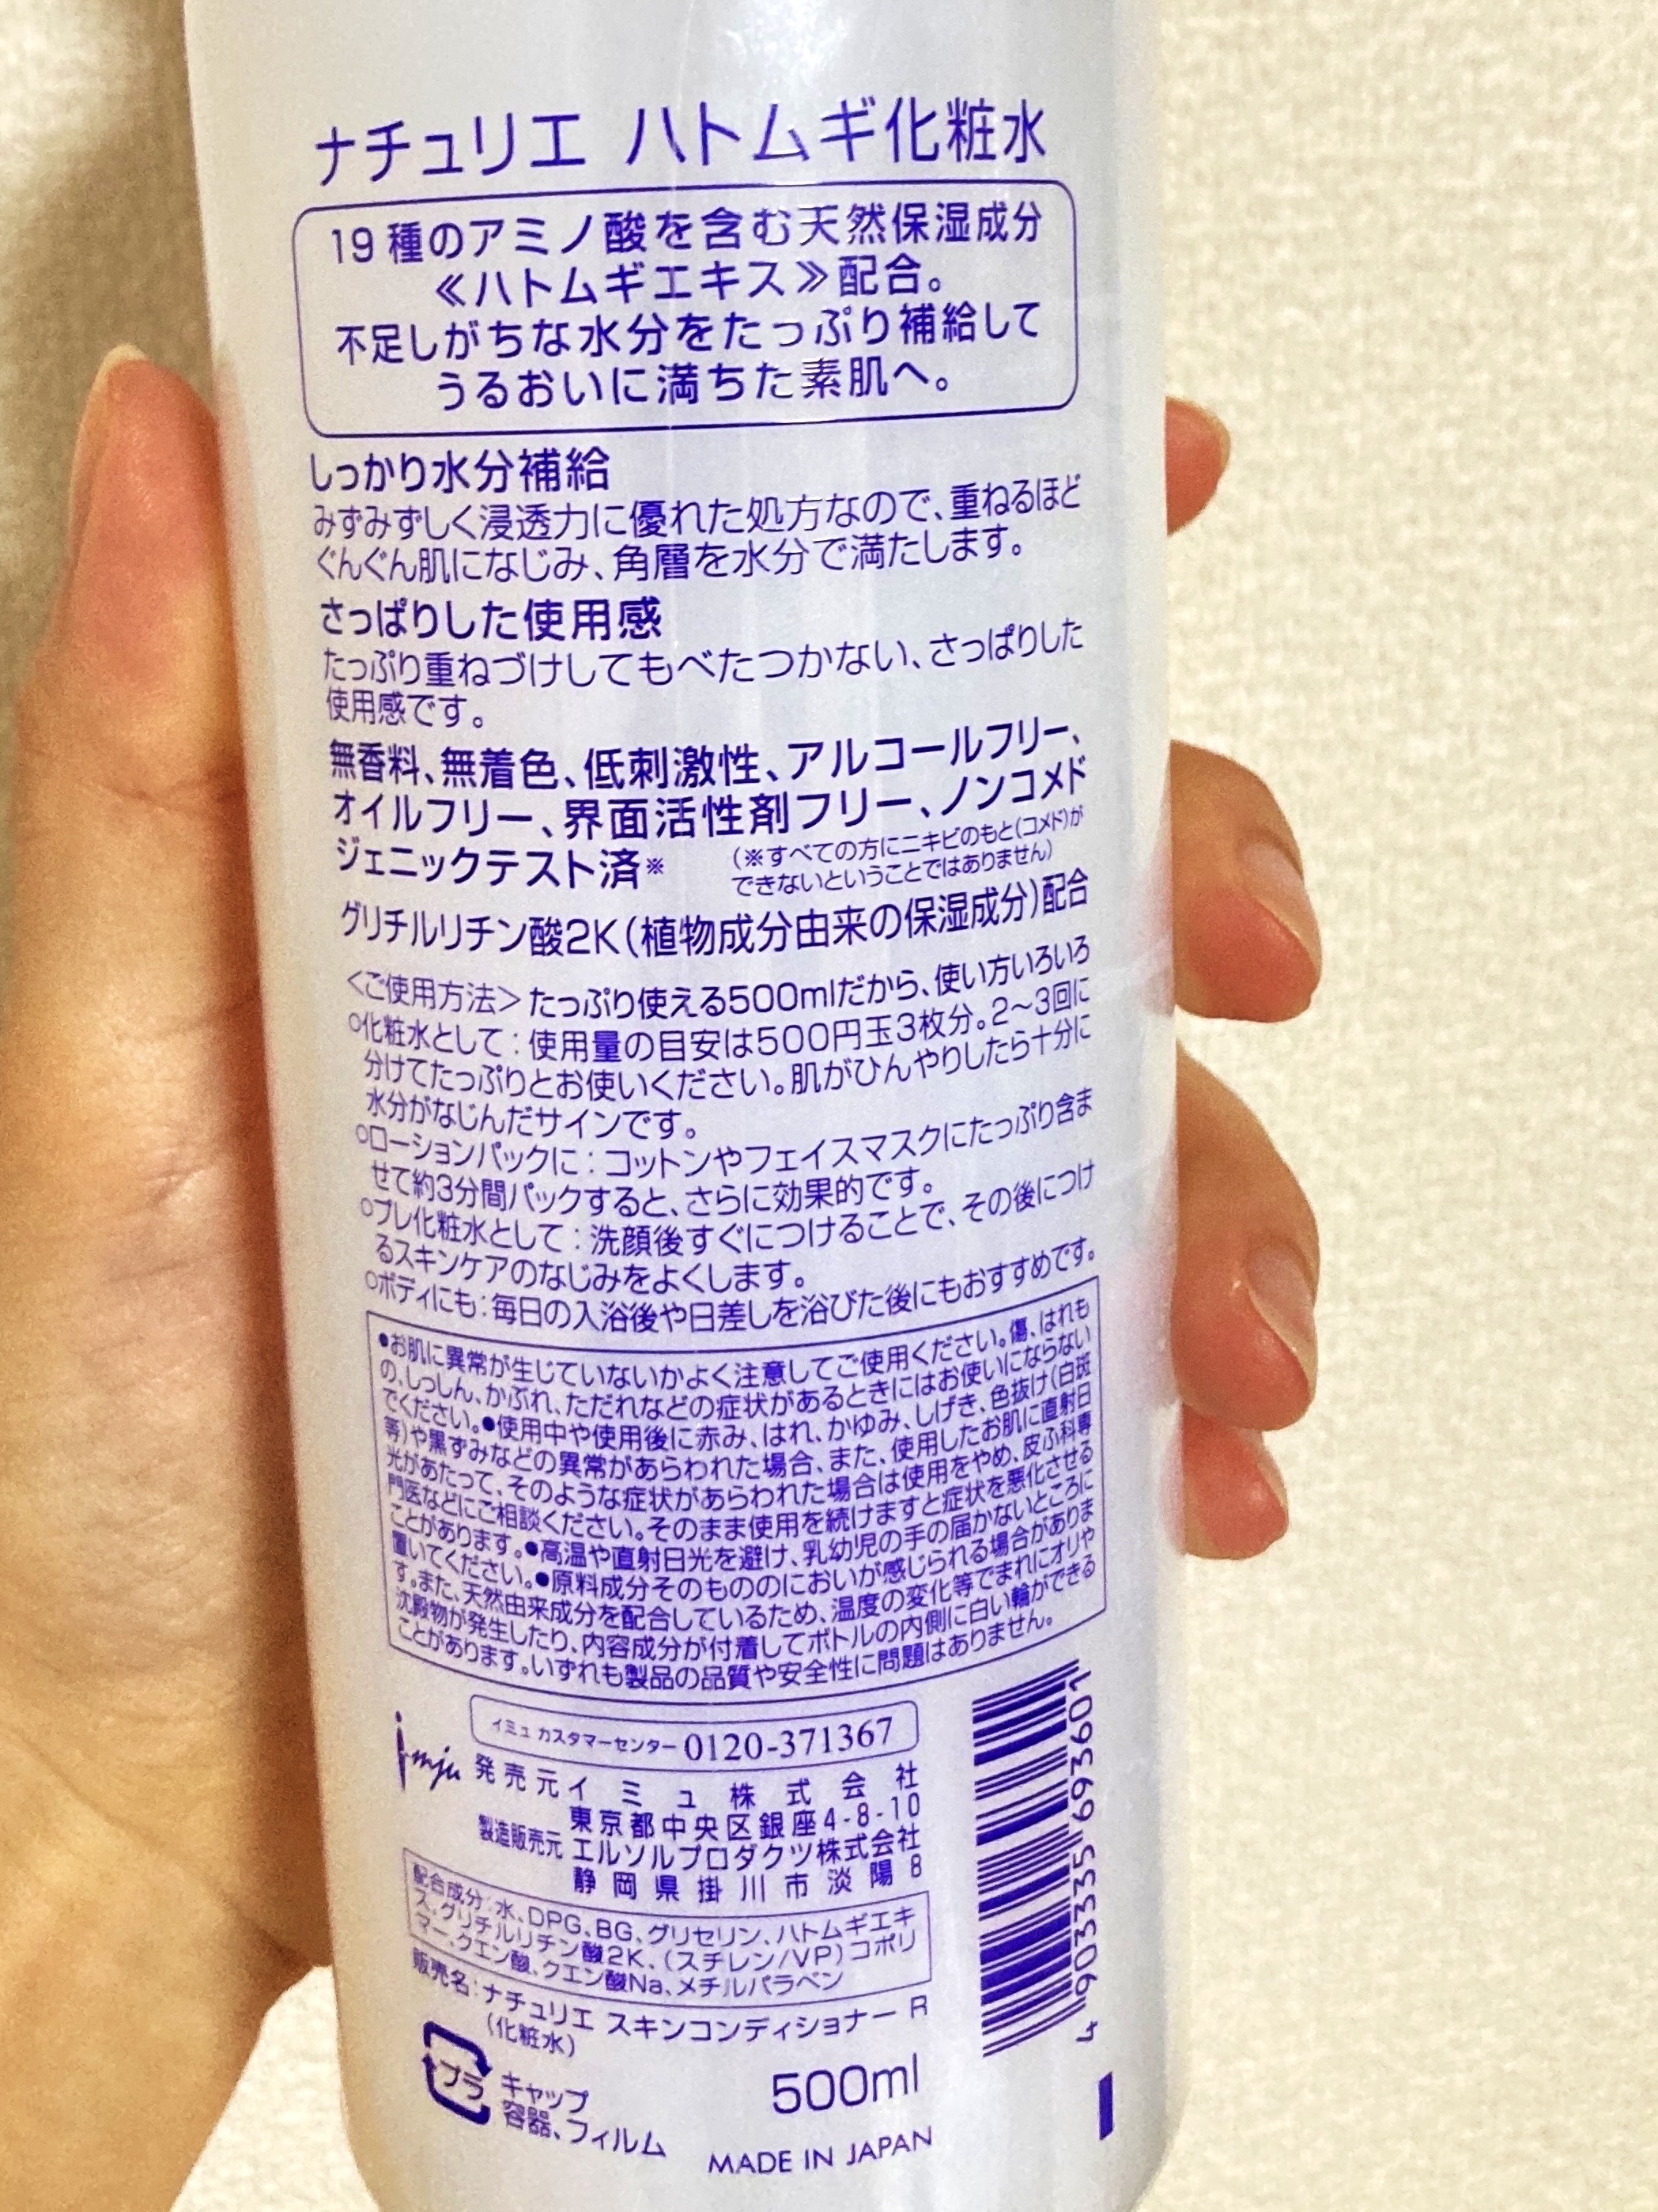 ナチュリエ ハトムギ化粧水
19種のアミノ酸を含む天然保湿成分
≪ハトムギエキス≫配合。
不足しがちな水分をたっぷり補給して
うるおいに満ちた素肌へ。
しっかり水分補給
みずみずしく浸透力に優れた処方なので、重ねるほど
ぐんぐん肌になじみ、角層を水分で満たします。
さっぱりした使用感
たっぷり重ねづけしてもべたつかない、さっぱりした
使用感です。
無香料、無着色、低刺激性、アルコールフリー、
オイルフリー、界面活性剤フリー、ノンコメド
ジェニックテスト済※
(※すべての方にニキビのもと(コメド)が
できないということではありません)
グリチルリチン酸2K(植物成分由来の保湿成分)配合
<ご使用方法>たっぷり使える500mlだから、使い方いろいろ
○化粧水として:使用量の目安は500円玉3枚分。2～3回に
分けてたっぷりとお使いください。肌がひんやりしたら十分に
水分がなじんだサインです。
○ローションパックに:コットンやフェイスマスクにたっぷり含ま
せて約3分間パックすると、さらに効果的です。
○プレ化粧水として:洗顔後すぐにつけることで、その後につけ
るスキンケアのなじみをよくします。
○ボディにも:毎日の入浴後や日差しを浴びた後にもおすすめです。
●お肌に異常が生じていないかよく注意してご使用ください。傷、はれも
の、しっしん、かぶれ、ただれなどの症状があるときにはお使いにならない
でください。●使用中や使用後に赤み、はれ、かゆみ、しげき、色抜け(白斑
等)や黒ずみなどの異常があらわれた場合、また、使用したお肌に直射日
光があたって、そのような症状があらわれた場合は使用をやめ、皮ふ科専
門医などにご相談ください。そのまま使用を続けますと症状を悪化させる
ことがあります。●高温や直射日光を避け、乳幼児の手の届かないところに
置いてください。●原料成分そのもののにおいが感じられる場合がありま
す。また、天然由来成分を配合しているため、温度の変化等でまれにオリや
沈殿物が発生したり、内容成分が付着してボトルの内側に白い輪ができる
ことがあります。いずれも製品の品質や安全性に問題はありません。
イミュ カスタマーセンター 0120-371367
imju
発売元 イミュ株式会社
東京都中央区銀座4-8-10
製造販売元 エルソルプロダクツ株式会社
静岡県掛川市淡陽8
配合成分/水、DPG、BG、グリセリン、ハトムギエキ
ス、グリチルリチン酸2K、(スチレン/VP)コポリ
マー、クエン酸、クエン酸Na、メチルパラベン
販売名:ナチュリエ スキンコンディショナー R
(化粧水)
プラ
キャップ
容器、フィルム
500ml
MADE IN JAPAN
4 903335 693601